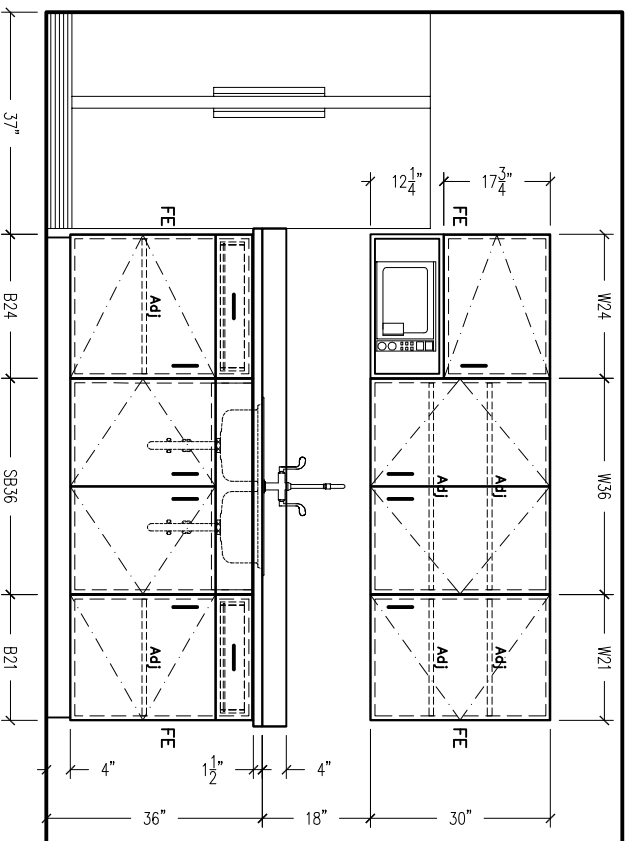 W24
W36
W21
17 3/4"
12 1/4"
FE
FE
Adj
Adj
Adj
Adj
30"
18"
36"
4"
1 1/2"
4"
FE
FE
Adj
Adj
37"
B24
SB36
B21